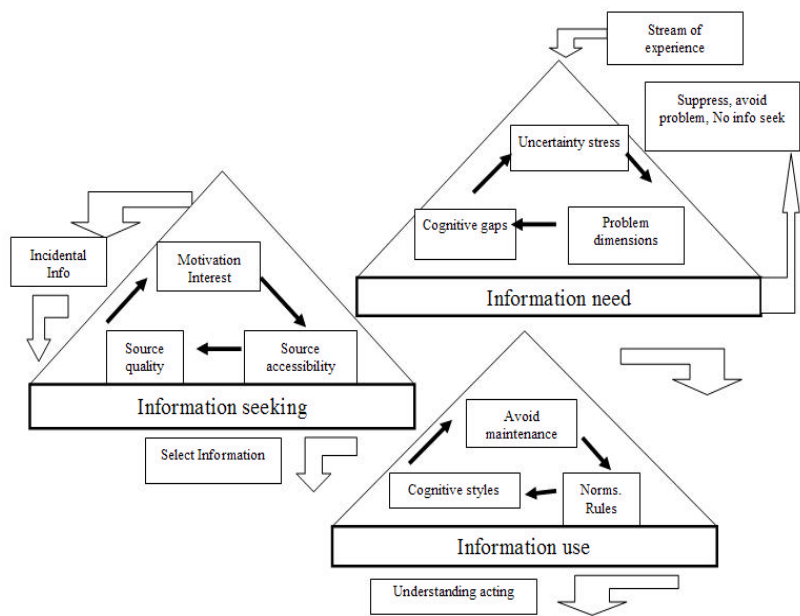 Stream of
experience
Suppress, avoid
problem, No info seek
Uncertainty stress
Cognitive gaps
Problem
dimensions
Information need
Incidental
Info
Motivation
Interest
Source
quality
Source
accessibility
Information seeking
Select Information
Avoid
maintenance
Cognitive styles
Norms.
Rules
Information use
Understanding acting